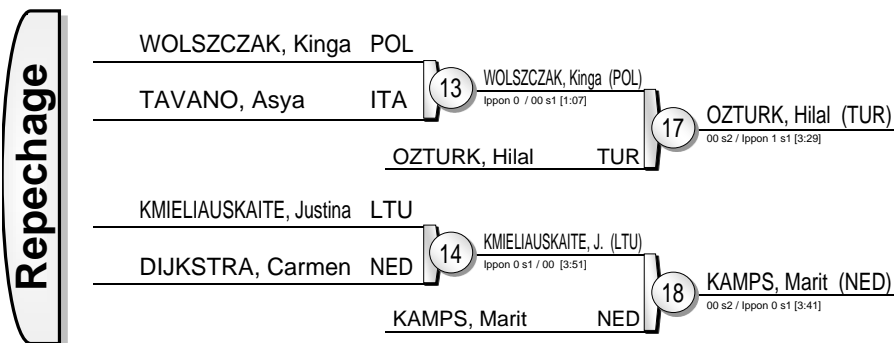 Repechage
WOLSZCZAK, Kinga POL
TAVANO, Asya ITA
13
WOLSZCZAK, Kinga (POL)
Ippon 0 / 00 s1 [1:07]
OZTURK, Hilal TUR
17
OZTURK, Hilal (TUR)
00 s2 / Ippon 1 s1 [3:29]
KMIELIAUSKAITE, Justina LTU
DIJKSTRA, Carmen NED
14
KMIELIAUSKAITE, J. (LTU)
Ippon 0 s1 / 00 [3:51]
KAMPS, Marit NED
18
KAMPS, Marit (NED)
00 s2 / Ippon 0 s1 [3:41]